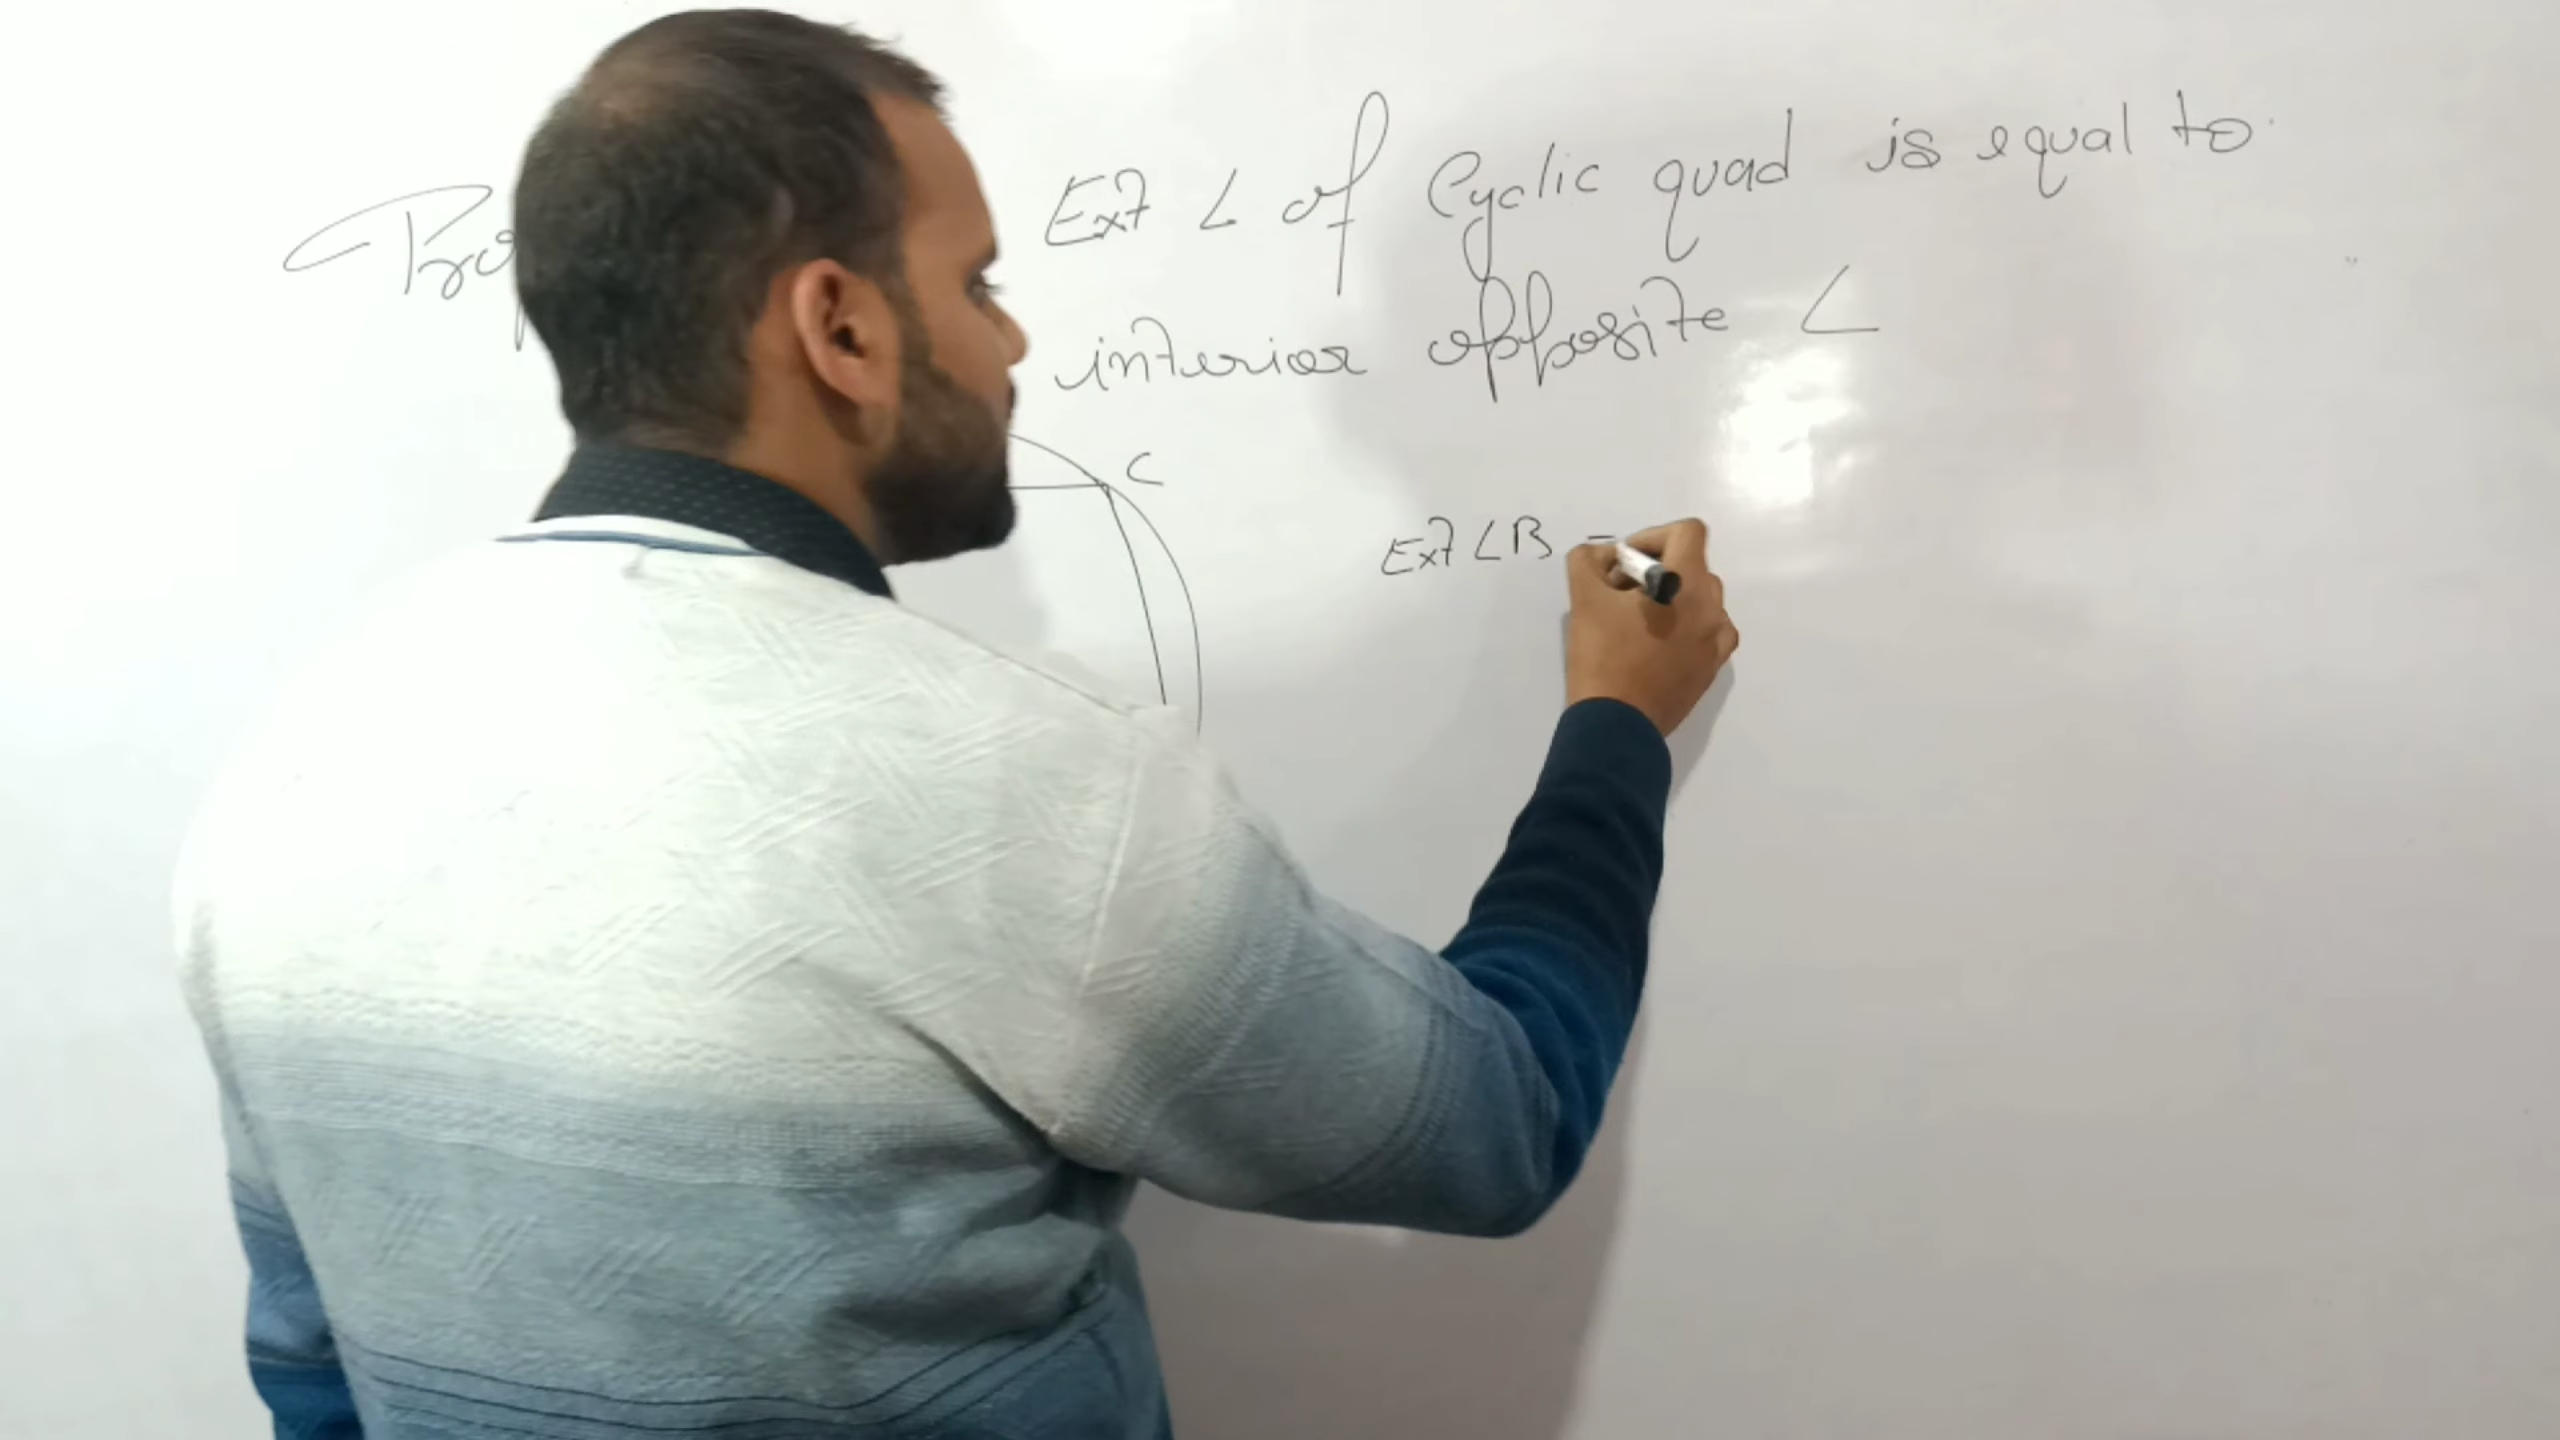 Ext ∠ of Cyclic quad is equal to
interior opposite ∠
C
Ext ∠B =